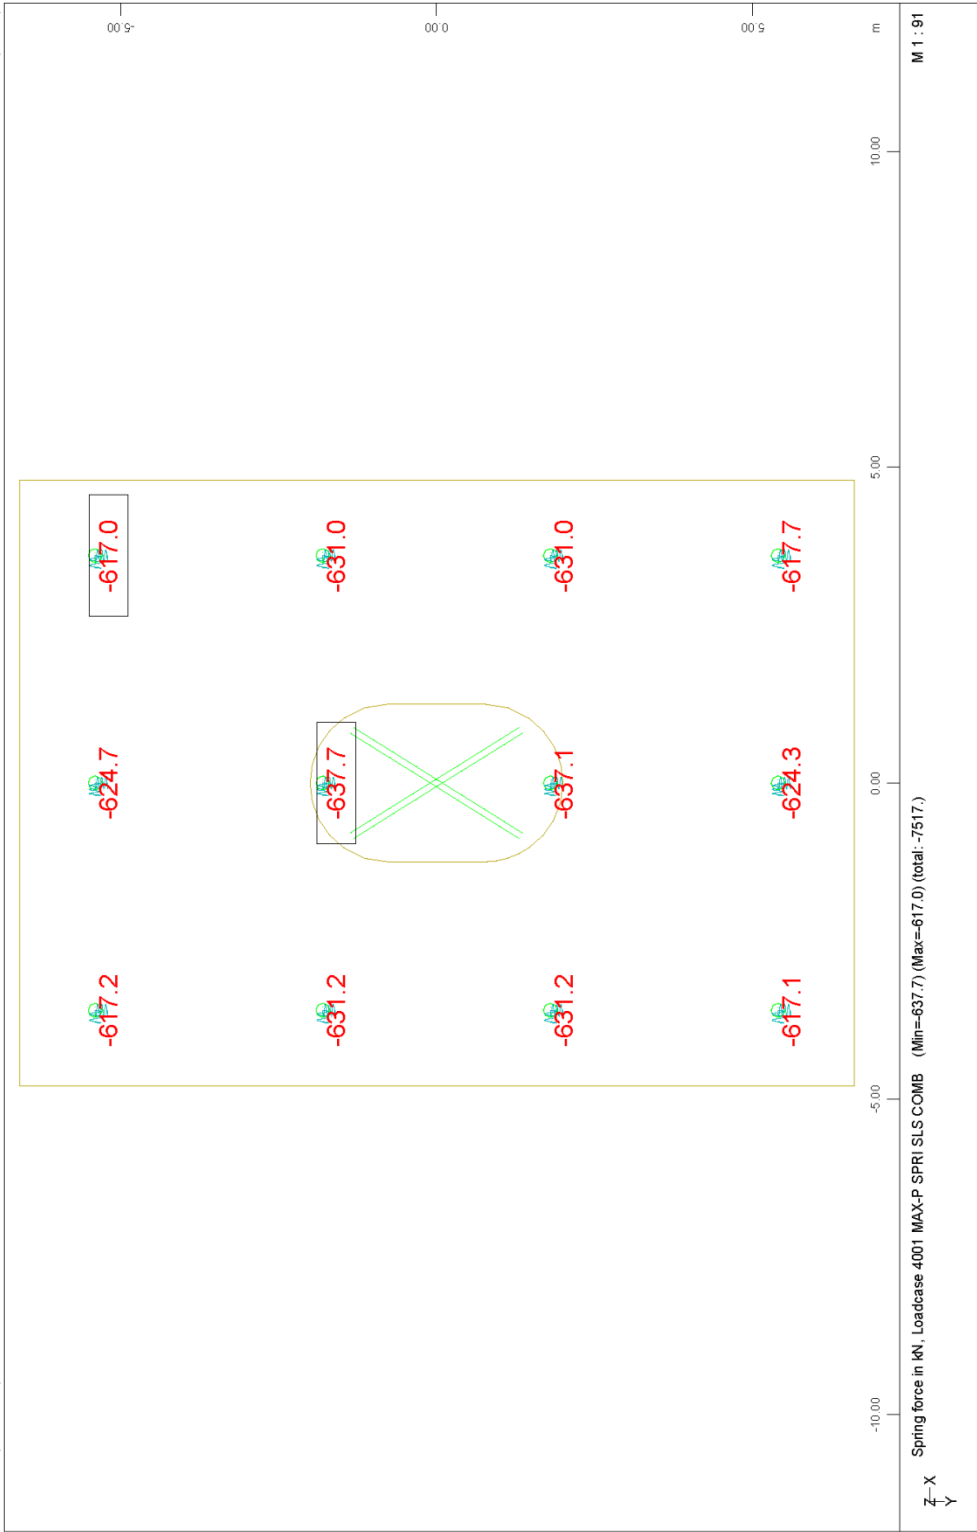 -5.00
-617.2 -624.7 -617.0
-631.2 -637.7 -631.0
0.00
-631.2 -637.1 -631.0
5.00
-617.1 -624.3 -617.7
-10.00 -5.00 0.00 5.00 10.00 m
Z X
Y
Spring force in kN, Loadcase 4001 MAX-P SPRI SLS COMB (Min=-637.7) (Max=-617.0) (total: -7517.)
M 1 : 91